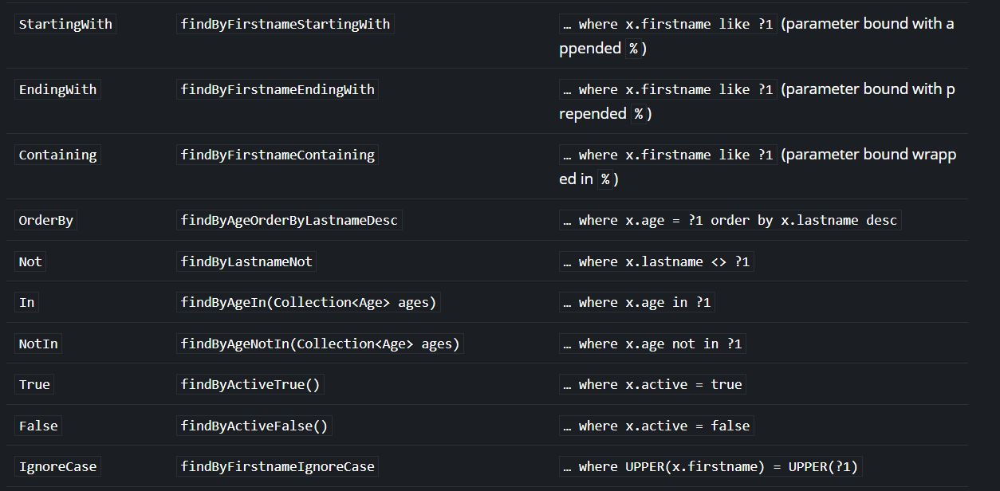 StartingWith findByFirstnameStartingWith … where x.firstname like ?1 (parameter bound with a
ppended %)
EndingWith findByFirstnameEndingWith … where x.firstname like ?1 (parameter bound with p
repended %)
Containing findByFirstnameContaining … where x.firstname like ?1 (parameter bound wrapp
ed in %)
OrderBy findByAgeOrderByLastnameDesc … where x.age = ?1 order by x.lastname desc
Not findByLastnameNot … where x.lastname <> ?1
In findByAgeIn(Collection<Age> ages) … where x.age in ?1
NotIn findByAgeNotIn(Collection<Age> ages) … where x.age not in ?1
True findByActiveTrue() … where x.active = true
False findByActiveFalse() … where x.active = false
IgnoreCase findByFirstnameIgnoreCase … where UPPER(x.firstname) = UPPER(?1)